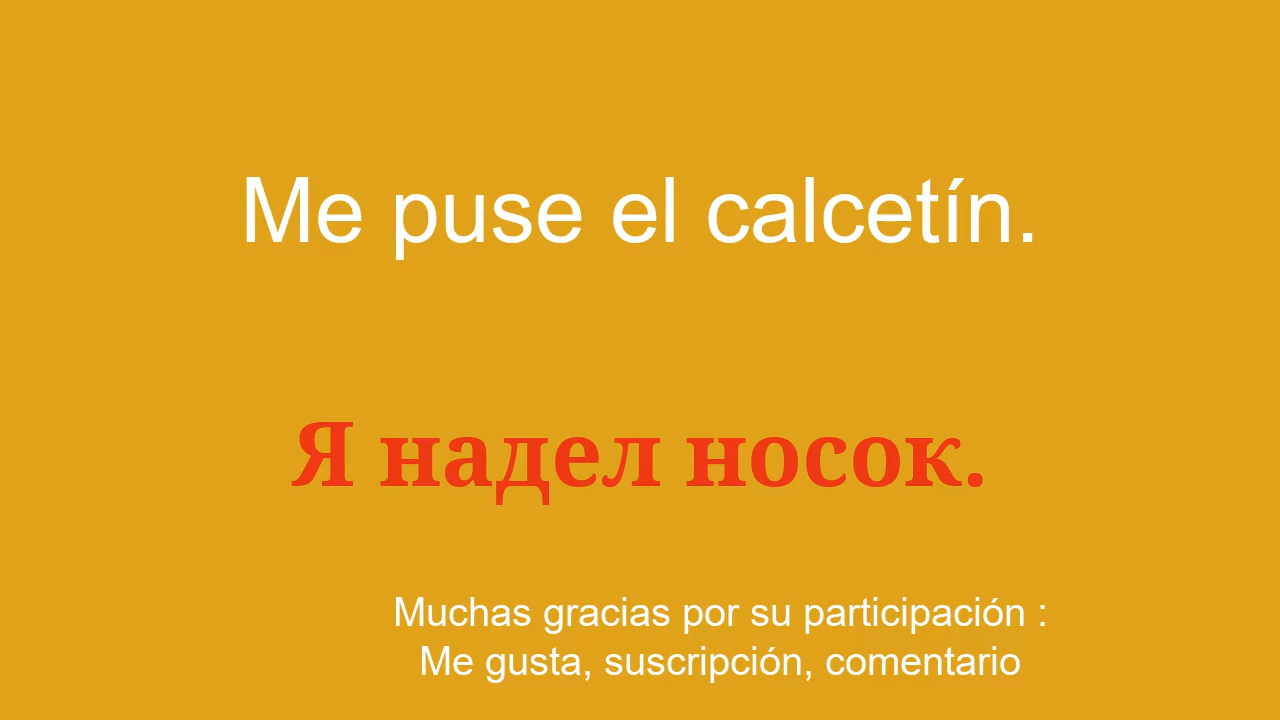 Me puse el calcetín.
Я надел носок.
Muchas gracias por su participación :
Me gusta, suscripción, comentario